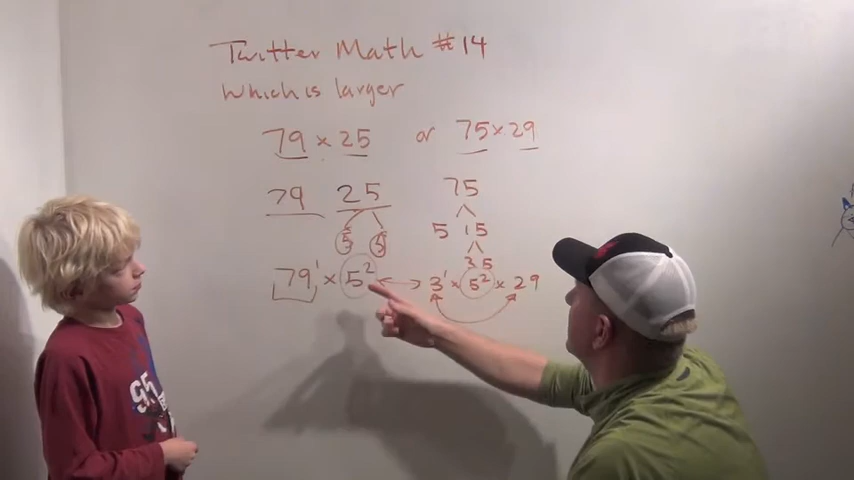 Twitter Math #14
Which is larger
79 × 25 or 75 × 29
79 25 75
5 5 5 15
3 5
79¹ × 5² ↔ 3¹ × 5² × 29
95